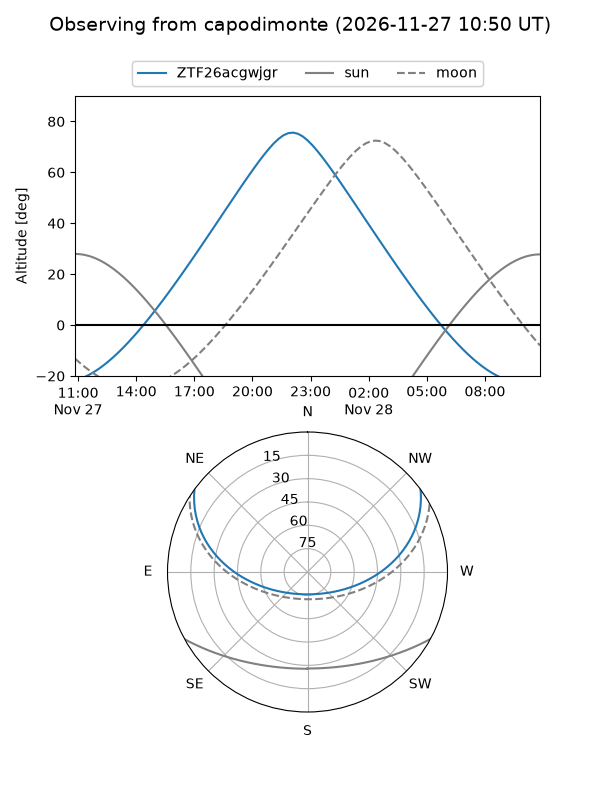 Observing from capodimonte (2026-11-27 10:50 UT)
ZTF26acgwjgr sun moon
Altitude [deg]
80
60
40
20
0
−20
11:00 14:00 17:00 20:00 23:00 02:00 05:00 08:00
Nov 27 Nov 28
N
NE NW
15
30
45
60
75
E W
SE SW
S